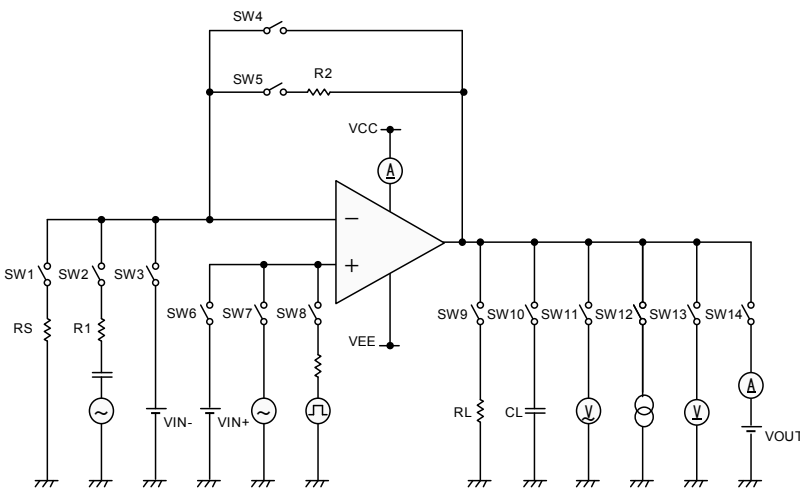 SW4
SW5 R2
VCC
A
−
+
SW1 SW2 SW3
SW6 SW7 SW8
SW9 SW10 SW11 SW12 SW13 SW14
RS R1
VEE
A
VIN- VIN+
RL CL V V
VOUT